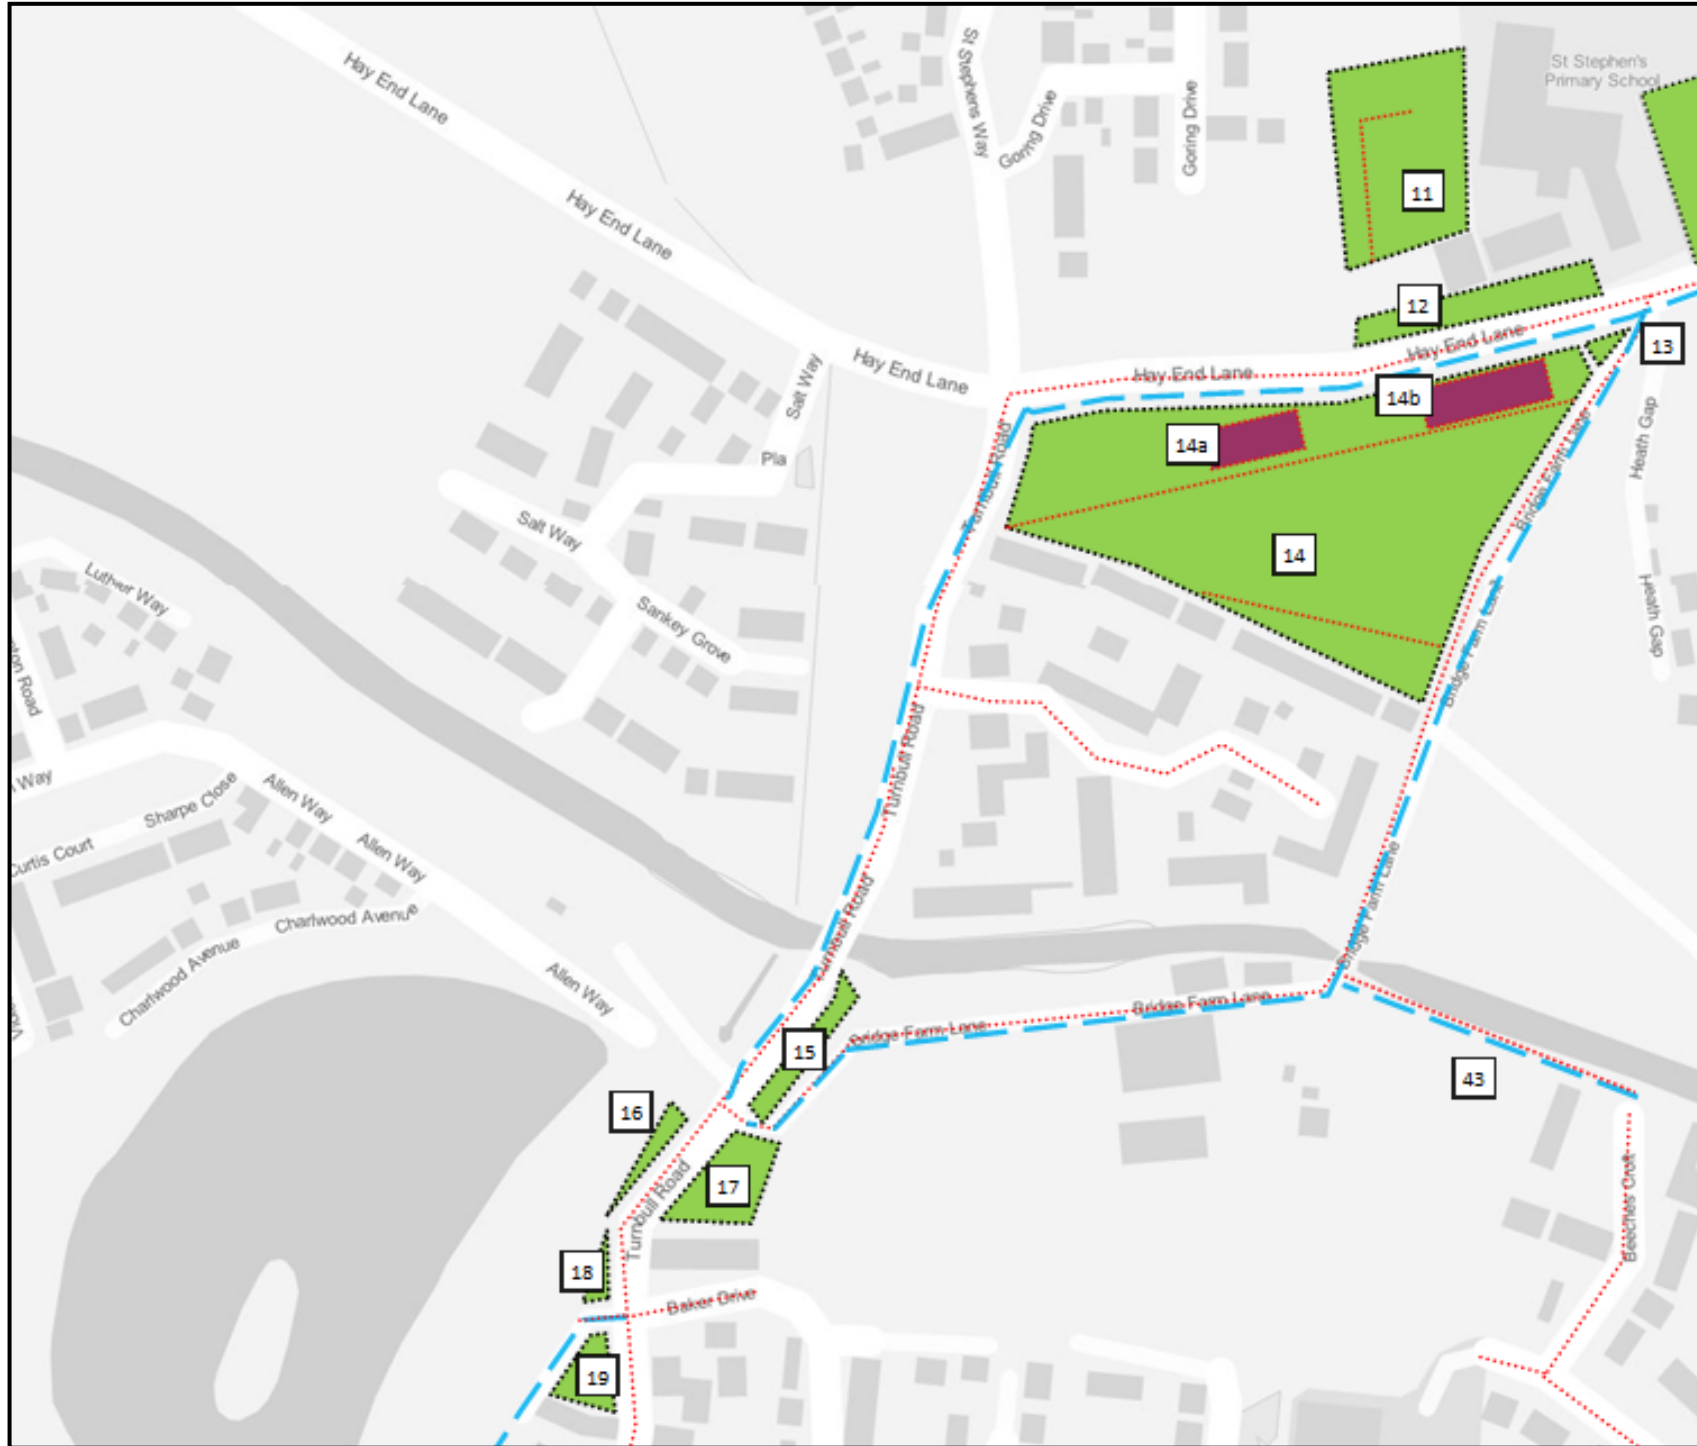 Hay End Lane
St Stephens Way
Goring Drive
Goring Drive
St Stephen's
Primary School
11
Hay End Lane
12
Hay End Lane
13
Salt Way
Hay End Lane
Hay End Lane
14b
14a
Heath Gap
Turnbull Road
Bridge Farm Lane
Pla
Salt Way
14
Luther Way
Sankey Grove
Bridge Farm Lane
Heath Gap
ton Road
Turnbull Road
Way
Sharpe Close
Allen Way
Curtis Court
Allen Way
Charlwood Avenue
Charlwood Avenue
Turnbull Road
Bridge Farm Lane
Allen Way
Bridge Farm Lane
Bridge Farm Lane
15
43
16
17
Turnbull Road
Beeches Croft
18
Baker Drive
19